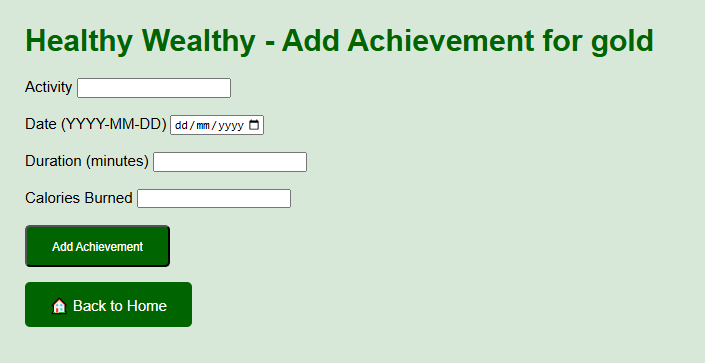 Healthy Wealthy - Add Achievement for gold
Activity
Date (YYYY-MM-DD) dd/mm/yyyy
Duration (minutes)
Calories Burned
Add Achievement
🏠 Back to Home